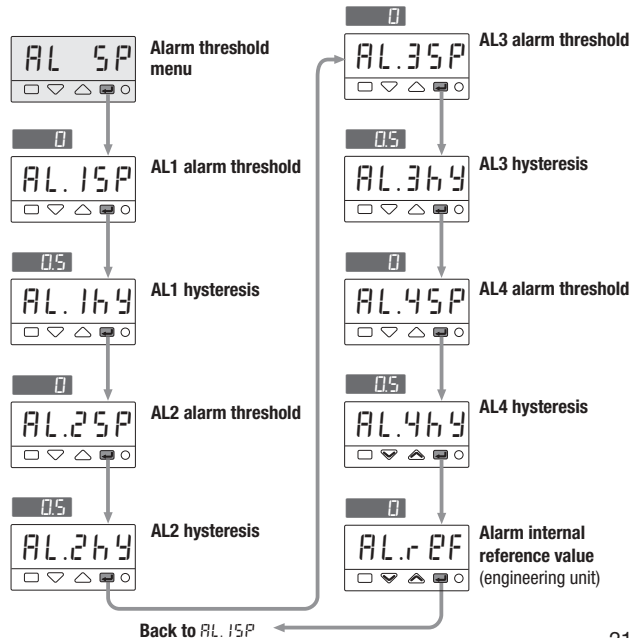 AL SP
Alarm threshold
menu
0
AL.1SP
AL1 alarm threshold
0.5
AL.1hY
AL1 hysteresis
0
AL.2SP
AL2 alarm threshold
0.5
AL.2hY
AL2 hysteresis
0
AL.3SP
AL3 alarm threshold
0.5
AL.3hY
AL3 hysteresis
0
AL.4SP
AL4 alarm threshold
0.5
AL.4hY
AL4 hysteresis
0
AL.rEF
Alarm internal
reference value
(engineering unit)
Back to AL.1SP